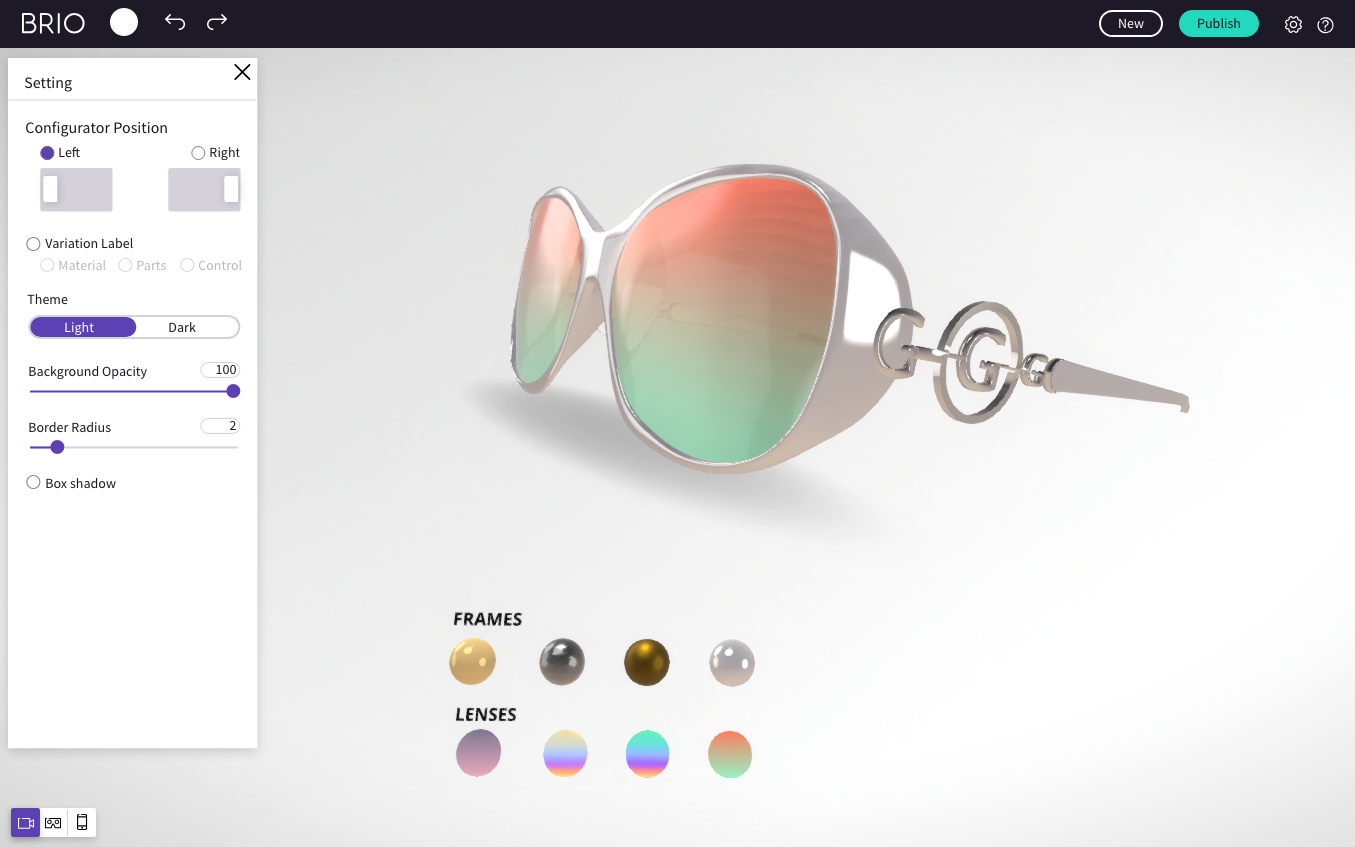 BRIO
New
Publish
Setting
Configurator Position
Left
Right
Variation Label
Material
Parts
Control
Theme
Light
Dark
Background Opacity
100
Border Radius
2
Box shadow
G
G
G
FRAMES
LENSES